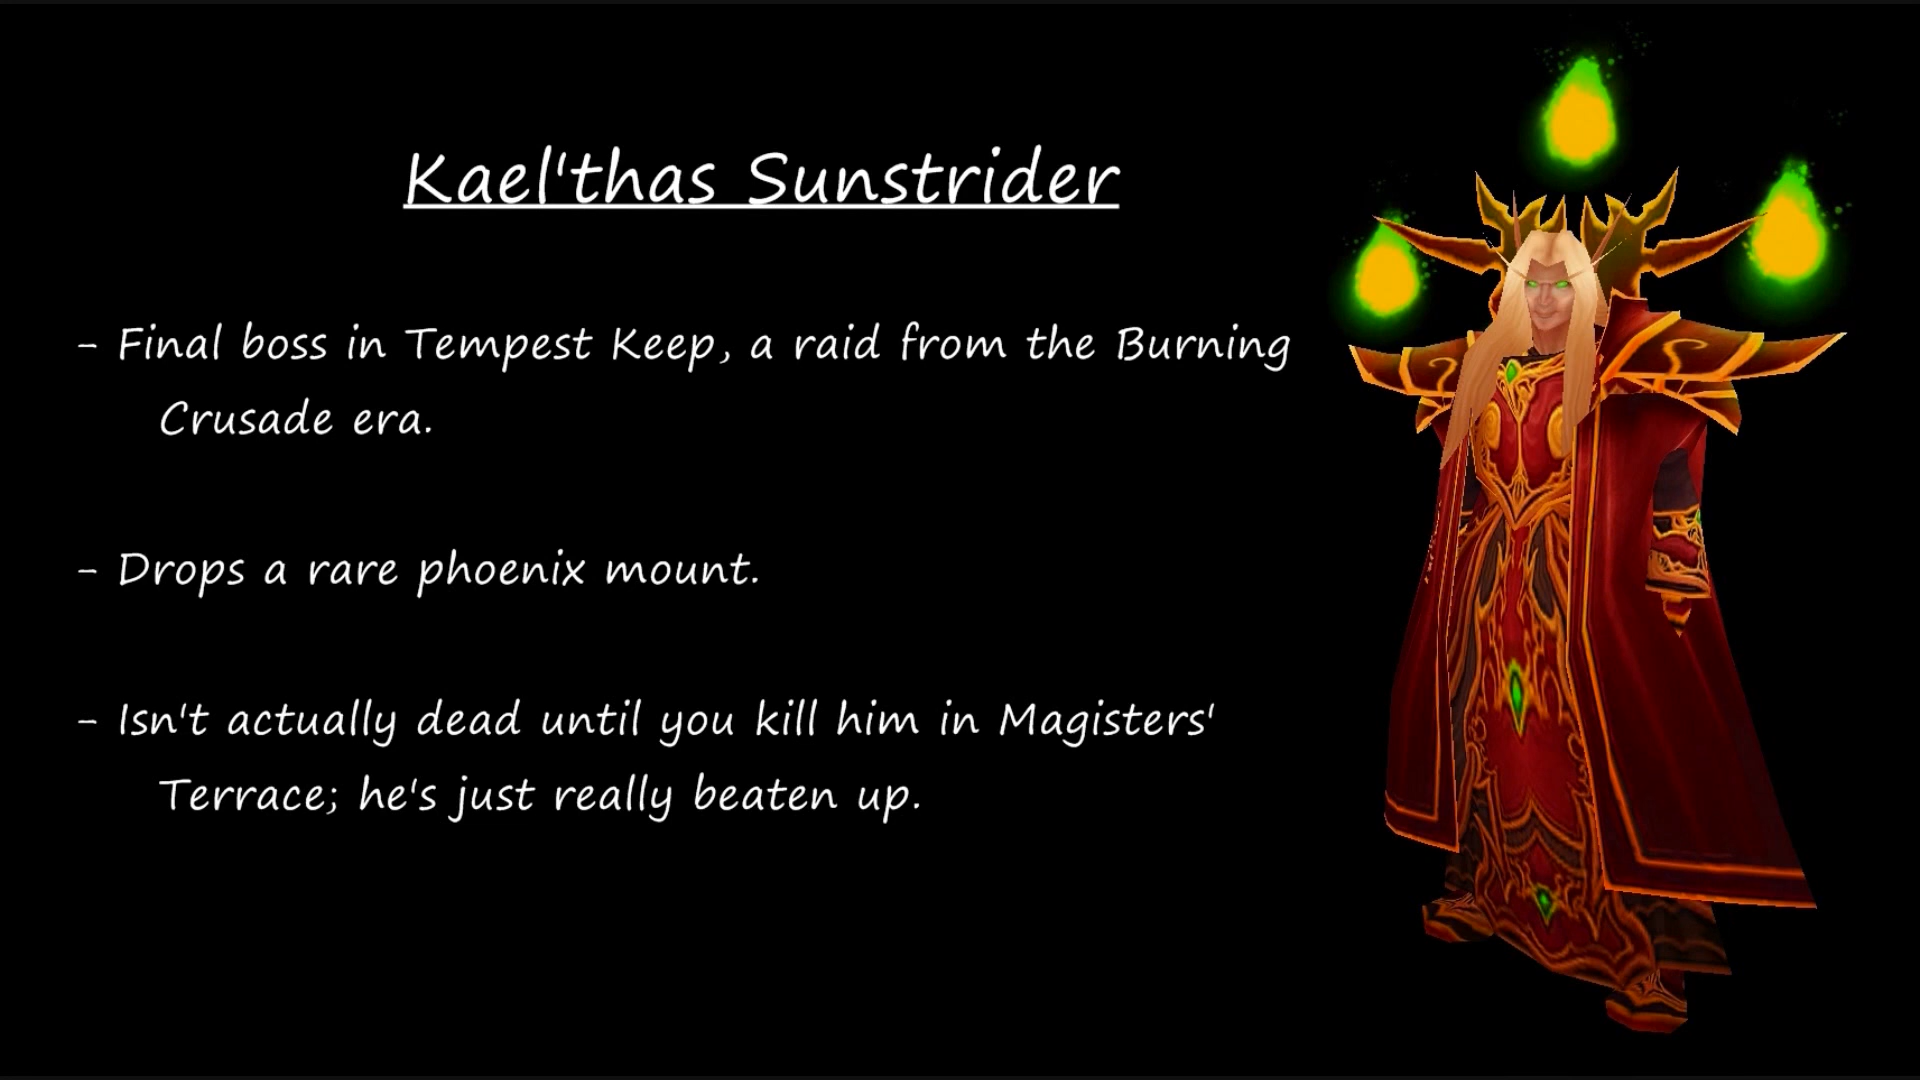 Kael'thas Sunstrider
- Final boss in Tempest Keep, a raid from the Burning
Crusade era.
- Drops a rare phoenix mount.
- Isn't actually dead until you kill him in Magisters'
Terrace; he's just really beaten up.